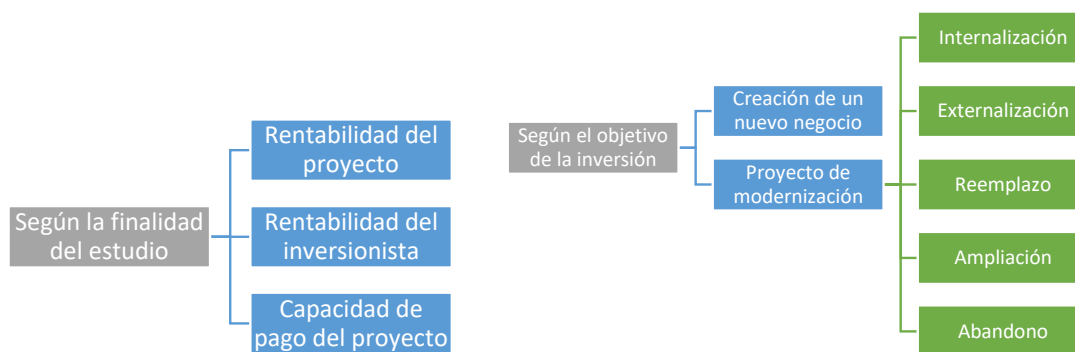 Según la finalidad
del estudio
Rentabilidad del
proyecto
Rentabilidad del
inversionista
Capacidad de
pago del proyecto
Según el objetivo
de la inversión
Creación de un
nuevo negocio
Proyecto de
modernización
Internalización
Externalización
Reemplazo
Ampliación
Abandono